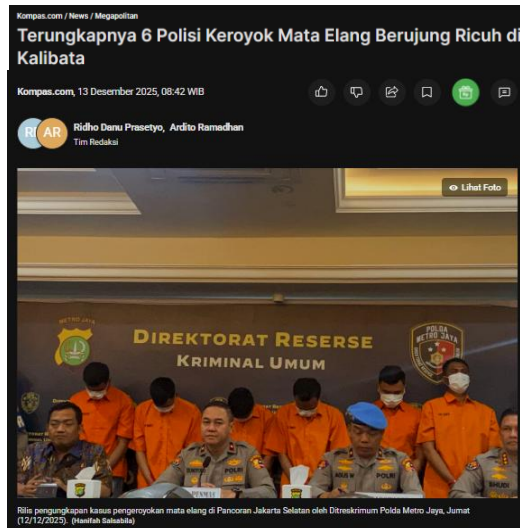 Kompas.com / News / Megapolitan
Terungkapnya 6 Polisi Keroyok Mata Elang Berujung Ricuh di
Kalibata
Kompas.com, 13 Desember 2025, 08:42 WIB
AR
Ridho Danu Prasetyo, Ardito Ramadhan
Tim Redaksi
Lihat Foto
METRO JAYA
DIREKTORAT RESERSE
KRIMINAL UMUM
POLDA
METRO JAYA
POLRI
POLRI
Rilis pengungkapan kasus pengeroyokan mata elang di Pancoran Jakarta Selatan oleh Ditreskrimum Polda Metro Jaya, Jumat
(12/12/2025). (Hanifah Salsabila)